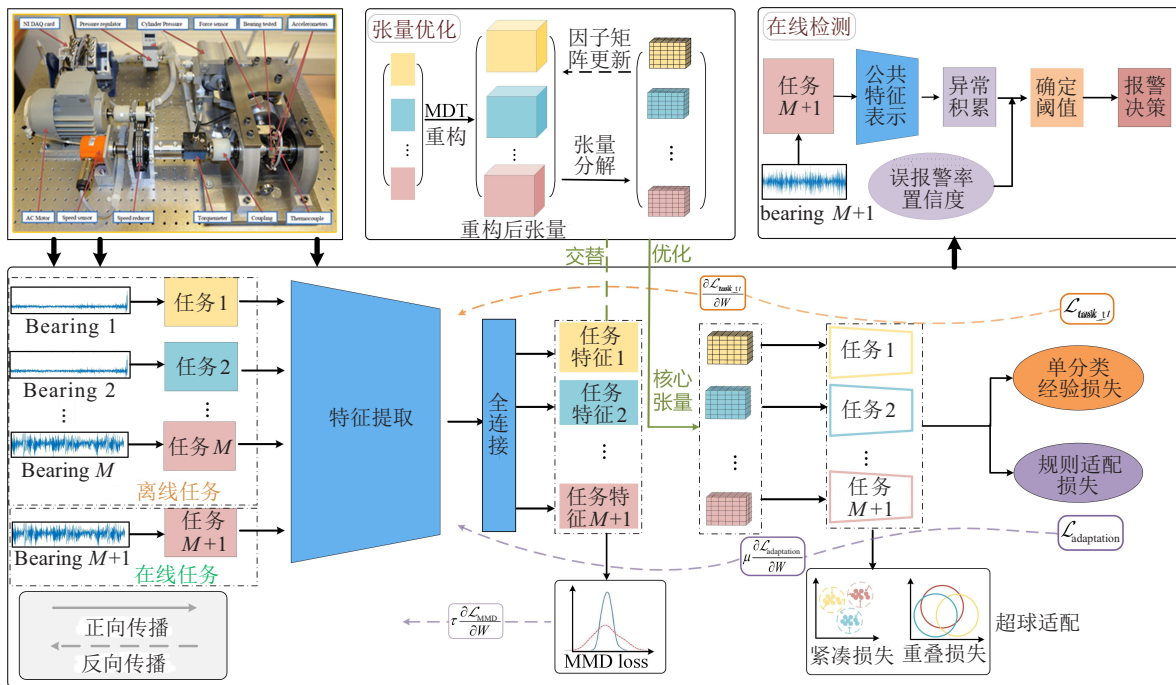 NI DAQ card
Pressure regulator
Cylinder Pressure
Force sensor
Bearing tested
Accelerometers
AC Motor
Speed sensor
Speed reducer
Torquemeter
Coupling
Thermocouple
张量优化
MDT
重构
因子矩
阵更新
张量
分解
重构后张量
在线检测
任务
M+1
公共
特征
表示
异常
积累
确定
阈值
报警
决策
bearing M+1
误报警率
置信度
交替
优化
Bearing 1
任务1
Bearing 2
任务2
Bearing M
任务M
离线任务
Bearing M+1
任务
M+1
在线任务
特征提取
全
连
接
任务
特征1
任务
特征2
任务特
征M+1
核心
张量
任务1
任务2
任务
M+1
∂ℒtask_t1
∂W
ℒtask_t1
单分类
经验损失
规则适配
损失
ℒadaptation
μ ∂ℒadaptation
∂W
τ ∂ℒMMD
∂W
MMD loss
紧凑损失
重叠损失
超球适配
正向传播
反向传播